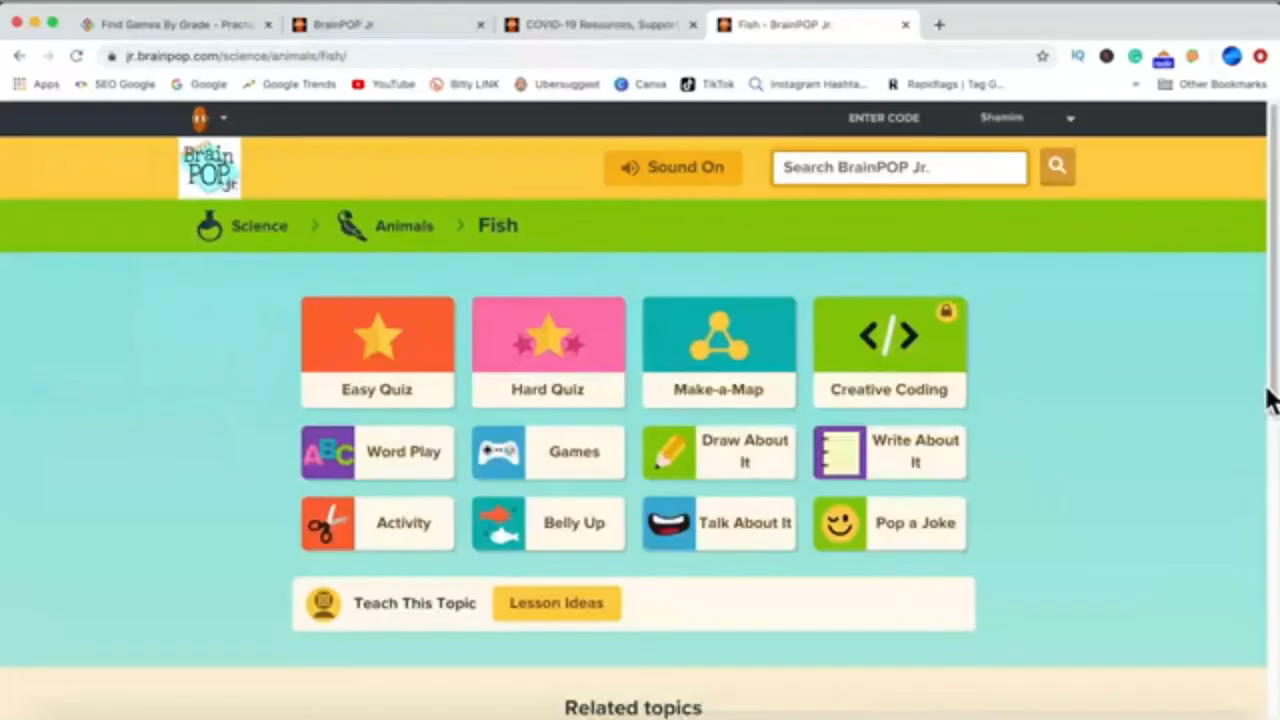 Find Games By Grade - Practi
BrainPOP Jr.
COVID-19 Resources, Support
Fish - BrainPOP Jr.
jr.brainpop.com/science/animals/fish/
Apps
SEO Google
Google
Google Trends
YouTube
Bitly LINK
Ubersuggest
Canva
TikTok
Instagram Hashta...
Rapidtags | Tag G...
Other Bookmarks
ENTER CODE
Shamim
Brain
POP jr.
Sound On
Search BrainPOP Jr.
Science
Animals
Fish
Easy Quiz
Hard Quiz
Make-a-Map
</>
Creative Coding
ABC
Word Play
Games
Draw About
It
Write About
It
Activity
Belly Up
Talk About It
Pop a Joke
Teach This Topic
Lesson Ideas
Related topics